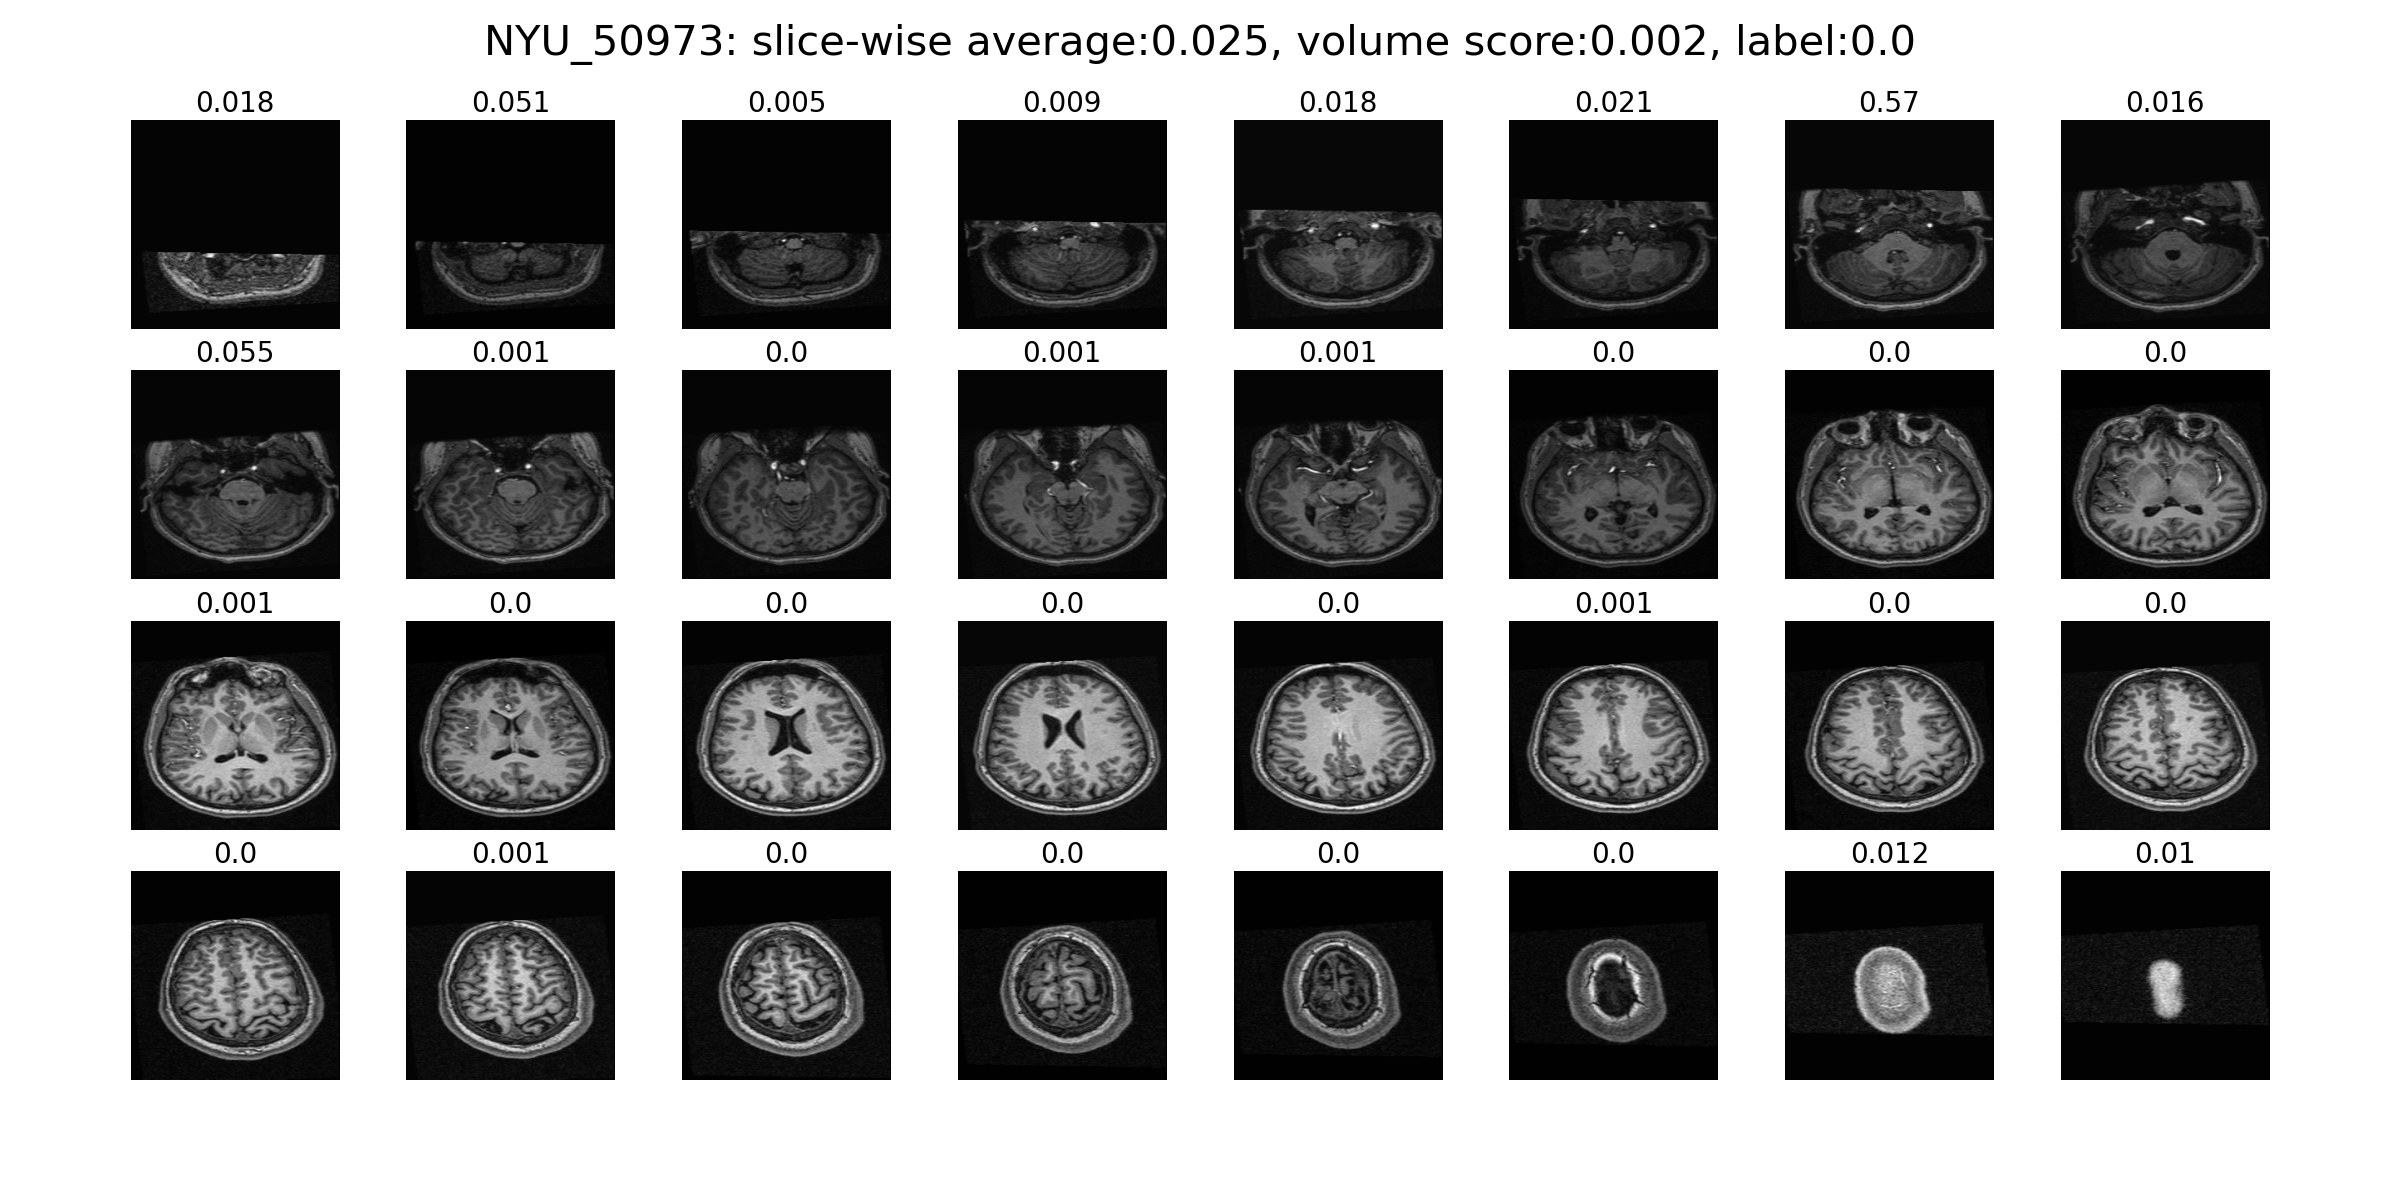 NYU_50973: slice-wise average:0.025, volume score:0.002, label:0.0
0.018 0.051 0.005 0.009 0.018 0.021 0.57 0.016
0.055 0.001 0.0 0.001 0.001 0.0 0.0 0.0
0.001 0.0 0.0 0.0 0.0 0.001 0.0 0.0
0.0 0.001 0.0 0.0 0.0 0.0 0.012 0.01